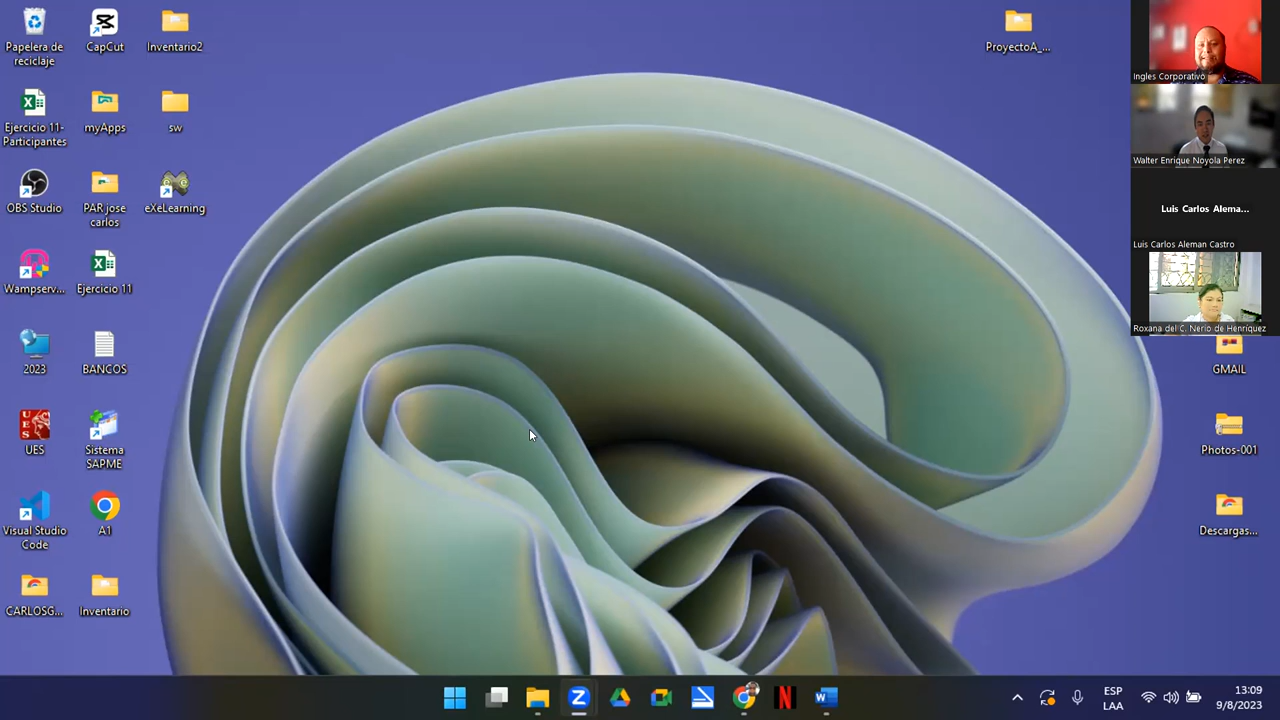 Papelera de
reciclaje
CapCut
Inventario2
ProyectoA_...
Ejercicio 11-
Participantes
myApps
sw
OBS Studio
PAR jose
carlos
eXeLearning
Wampserv...
Ejercicio 11
2023
BANCOS
UES
Sistema
SAPME
Visual Studio
Code
A1
CARLOSG...
Inventario
Ingles Corporativo
Walter Enrique Noyola Perez
Luis Carlos Alema...
Luis Carlos Aleman Castro
Roxana del C. Nerio de Henríquez
GMAIL
Photos-001
Descargas...
ESP
LAA
13:09
9/8/2023